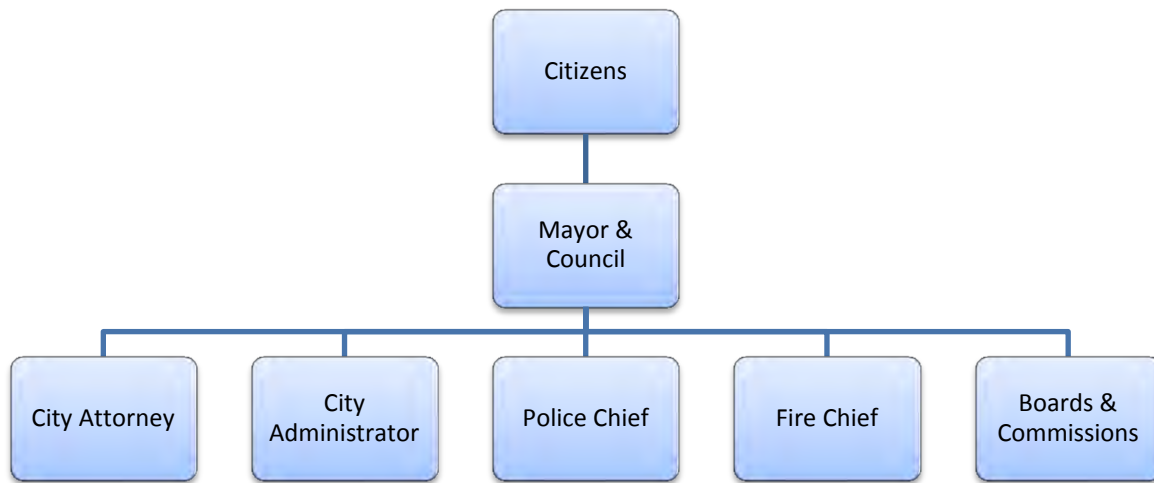 Citizens
Mayor &
Council
City Attorney
City
Administrator
Police Chief
Fire Chief
Boards &
Commissions